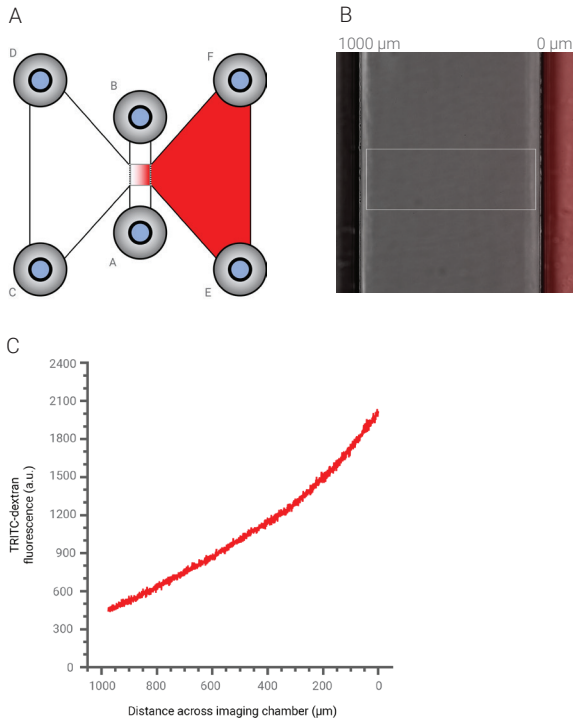 A
B
D
B
F
1000 µm
0 µm
C
A
E
C
2400
2100
1800
1500
1200
900
600
300
0
TRITC-dextran
fluorescence (a.u.)
1000
800
600
400
200
0
Distance across imaging chamber (µm)